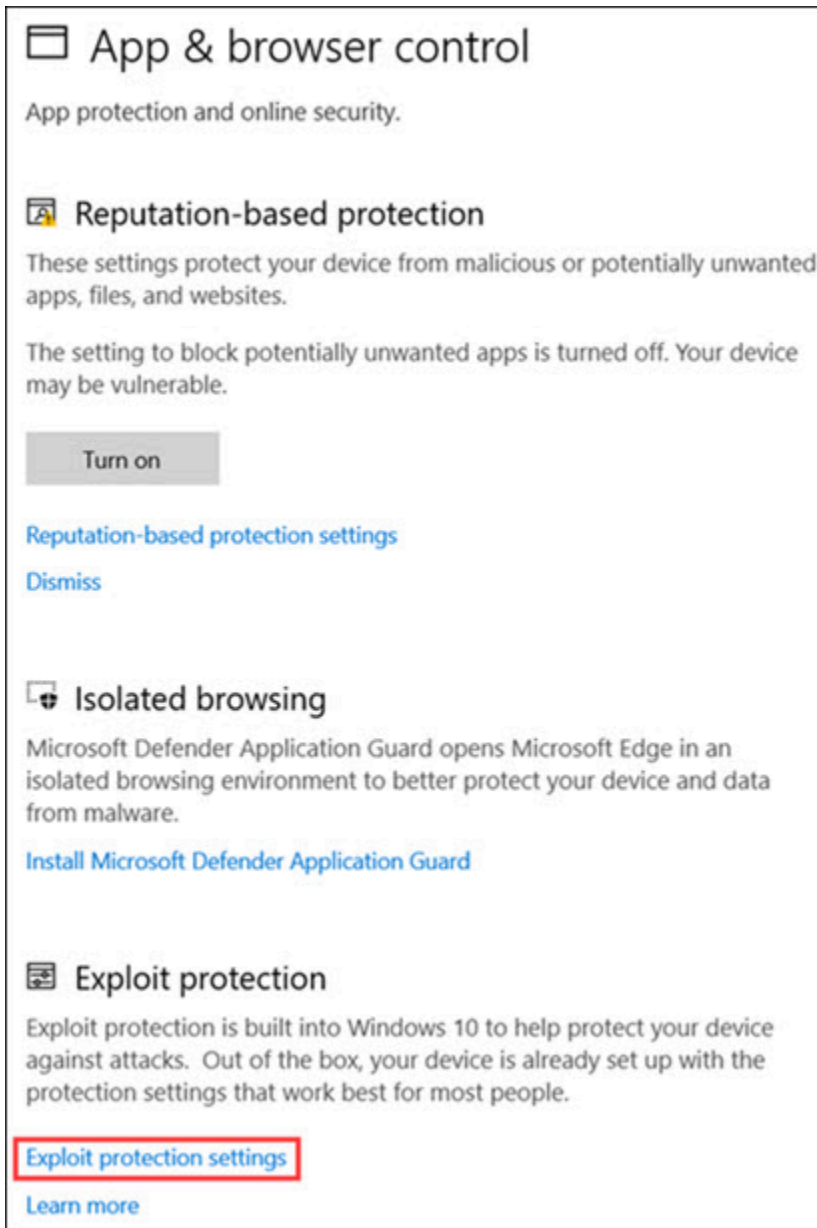 App & browser control
App protection and online security.
Reputation-based protection
These settings protect your device from malicious or potentially unwanted
apps, files, and websites.
The setting to block potentially unwanted apps is turned off. Your device
may be vulnerable.
Turn on
Reputation-based protection settings
Dismiss
Isolated browsing
Microsoft Defender Application Guard opens Microsoft Edge in an
isolated browsing environment to better protect your device and data
from malware.
Install Microsoft Defender Application Guard
Exploit protection
Exploit protection is built into Windows 10 to help protect your device
against attacks.  Out of the box, your device is already set up with the
protection settings that work best for most people.
Exploit protection settings
Learn more